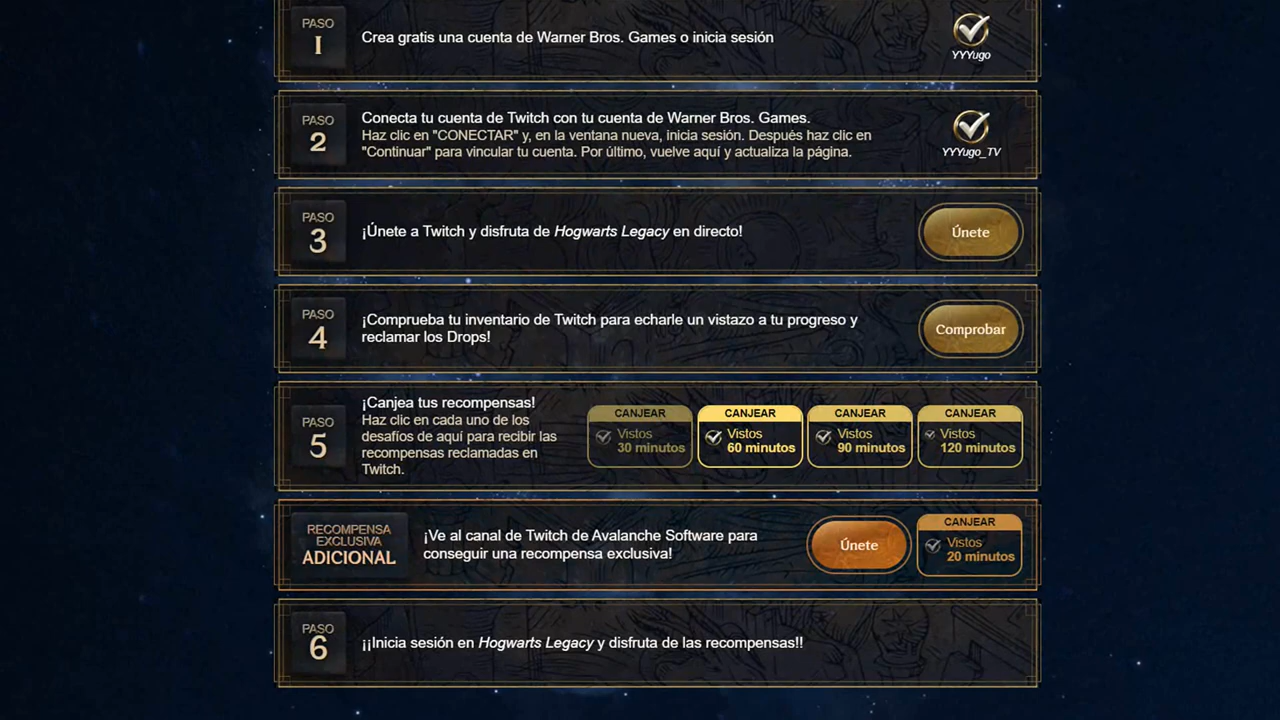 PASO
1
Crea gratis una cuenta de Warner Bros. Games o inicia sesión
YYYugo
PASO
2
Conecta tu cuenta de Twitch con tu cuenta de Warner Bros. Games.
Haz clic en "CONECTAR" y, en la ventana nueva, inicia sesión. Después haz clic en
"Continuar" para vincular tu cuenta. Por último, vuelve aquí y actualiza la página.
YYYugo_TV
PASO
3
¡Únete a Twitch y disfruta de Hogwarts Legacy en directo!
Únete
PASO
4
¡Comprueba tu inventario de Twitch para echarle un vistazo a tu progreso y
reclamar los Drops!
Comprobar
PASO
5
¡Canjea tus recompensas!
Haz clic en cada uno de los
desafíos de aquí para recibir las
recompensas reclamadas en
Twitch.
CANJEAR
Vistos
30 minutos
CANJEAR
Vistos
60 minutos
CANJEAR
Vistos
90 minutos
CANJEAR
Vistos
120 minutos
RECOMPENSA
EXCLUSIVA
ADICIONAL
¡Ve al canal de Twitch de Avalanche Software para
conseguir una recompensa exclusiva!
Únete
CANJEAR
Vistos
20 minutos
PASO
6
¡¡Inicia sesión en Hogwarts Legacy y disfruta de las recompensas!!